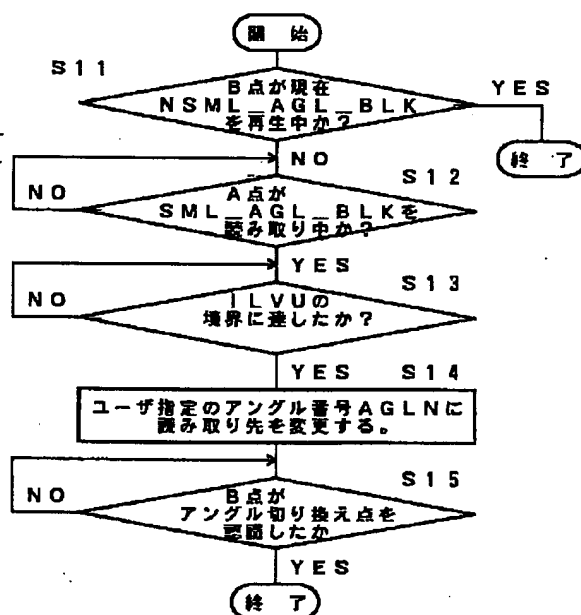 開始
S11
B点が現在
NSML_AGL_BLK
を再生中か?
YES
終了
NO
S12
A点が
SML_AGL_BLKを
読み取り中か?
NO
YES
S13
ILVUの
境界に達したか?
NO
YES
S14
ユーザ指定のアングル番号AGLNに
読み取り先を変更する。
S15
B点が
アングル切り換え点を
認識したか
NO
YES
終了